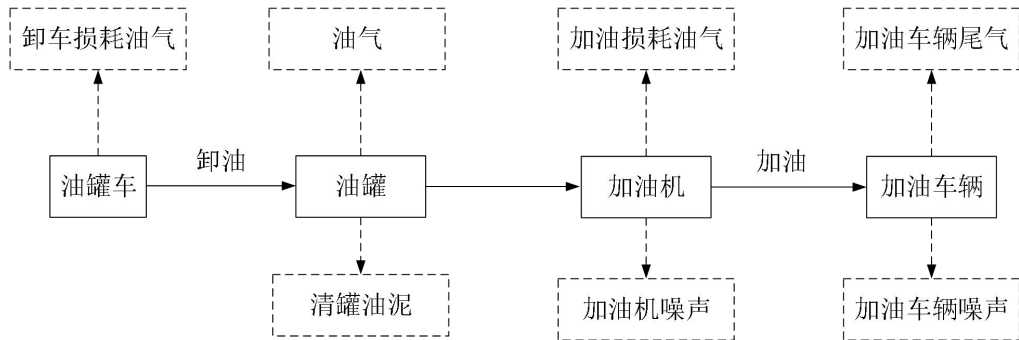 卸车损耗油气
油气
加油损耗油气
加油车辆尾气
油罐车
卸油
油罐
加油机
加油
加油车辆
清罐油泥
加油机噪声
加油车辆噪声